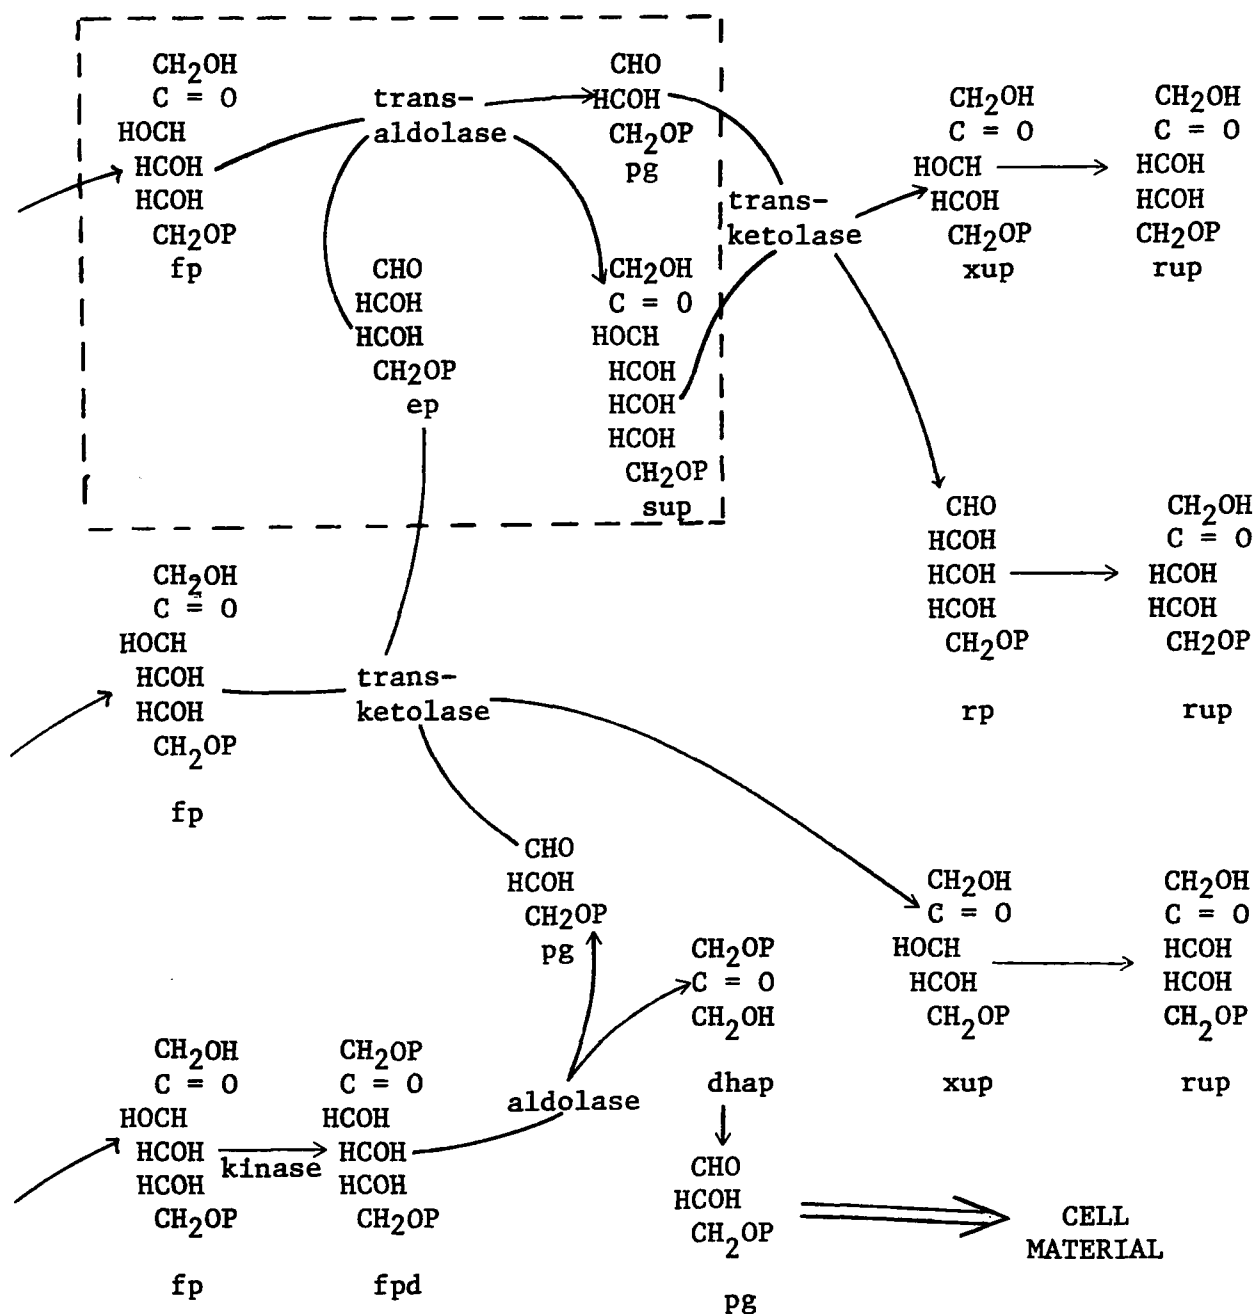 CH2OH
C = O
HOCH
HCOH
HCOH
CH2OP
fp
trans-
aldolase
CHO
HCOH
CH2OP
pg
CHO
HCOH
HCOH
CH2OP
ep
CH2OH
C = O
HOCH
HCOH
HCOH
HCOH
CH2OP
sup
trans-
ketolase
CH2OH
C = O
HOCH
HCOH
CH2OP
xup
CH2OH
C = O
HCOH
HCOH
CH2OP
rup
CHO
HCOH
HCOH
HCOH
CH2OP
rp
CH2OH
C = O
HCOH
HCOH
CH2OP
rup
CH2OH
C = O
HOCH
HCOH
HCOH
CH2OP
fp
trans-
ketolase
CHO
HCOH
CH2OP
pg
CH2OH
C = O
HOCH
HCOH
CH2OP
xup
CH2OH
C = O
HCOH
HCOH
CH2OP
rup
CH2OH
C = O
HOCH
HCOH
HCOH
CH2OP
fp
kinase
CH2OP
C = O
HCOH
HCOH
HCOH
CH2OP
fpd
aldolase
CH2OP
C = O
CH2OH
dhap
CHO
HCOH
CH2OP
pg
CELL
MATERIAL